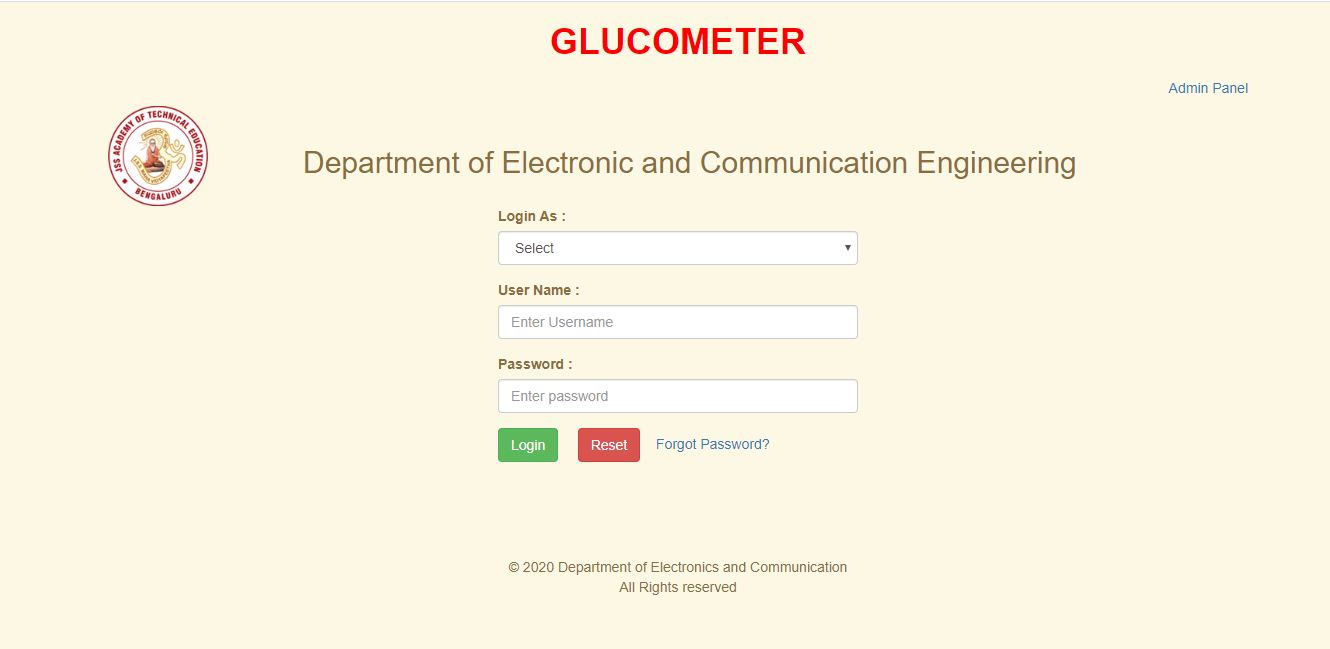 GLUCOMETER
Admin Panel
JSS ACADEMY OF TECHNICAL EDUCATION
BENGALURU
Department of Electronic and Communication Engineering
Login As :
Select
User Name :
Enter Username
Password :
Enter password
Login Reset Forgot Password?
© 2020 Department of Electronics and Communication
All Rights reserved